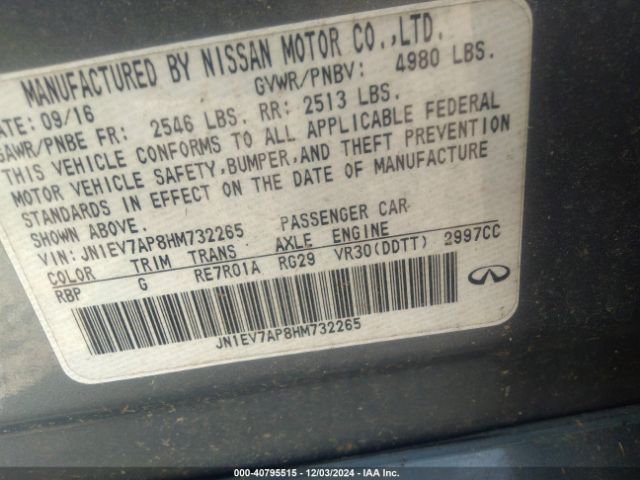 MANUFACTURED BY NISSAN MOTOR CO.,LTD.
ATE: 09/16 GVWR/PNBV: 4980 LBS.
GAWR/PNBE FR: 2546 LBS. RR: 2513 LBS.
THIS VEHICLE CONFORMS TO ALL APPLICABLE FEDERAL
MOTOR VEHICLE SAFETY,BUMPER,AND THEFT PREVENTION
STANDARDS IN EFFECT ON THE DATE OF MANUFACTURE
SHOWN ABOVE.
VIN: JN1EV7AP8HM732265 PASSENGER CAR
COLOR TRIM TRANS AXLE ENGINE
RBP G RE7R01A RG29 VR30(DDTT) 2997CC
JN1EV7AP8HM732265
000-40795515 - 12/03/2024 - IAA Inc.